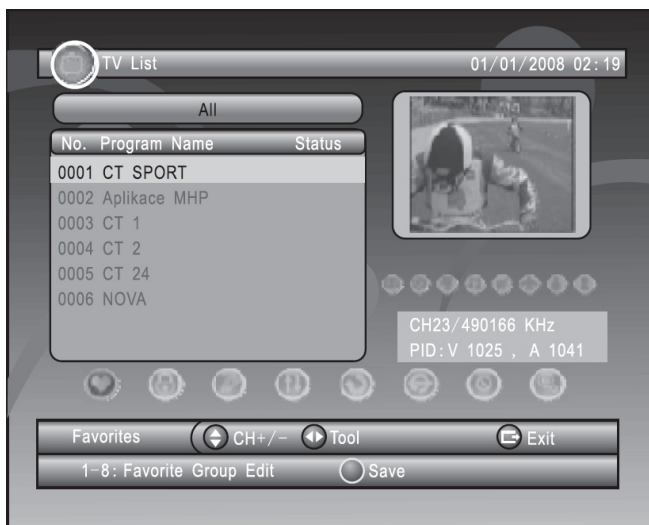 TV List 01/01/2008 02:19
All
No. Program Name Status
0001 CT SPORT
0002 Aplikace MHP
0003 CT 1
0004 CT 2
0005 CT 24
0006 NOVA
CH23/490166 KHz
PID:V 1025 , A 1041
Favorites CH+/- Tool Exit
1-8: Favorite Group Edit Save